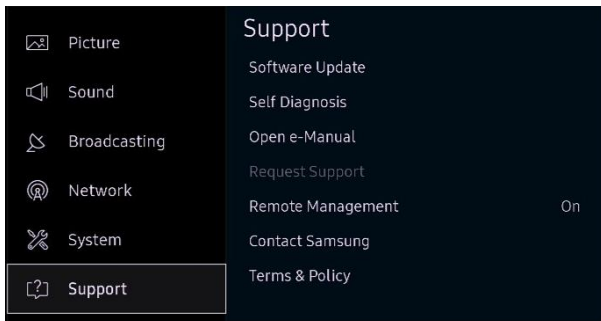 Picture
Sound
Broadcasting
Network
System
Support
Support
Software Update
Self Diagnosis
Open e-Manual
Request Support
Remote Management On
Contact Samsung
Terms & Policy